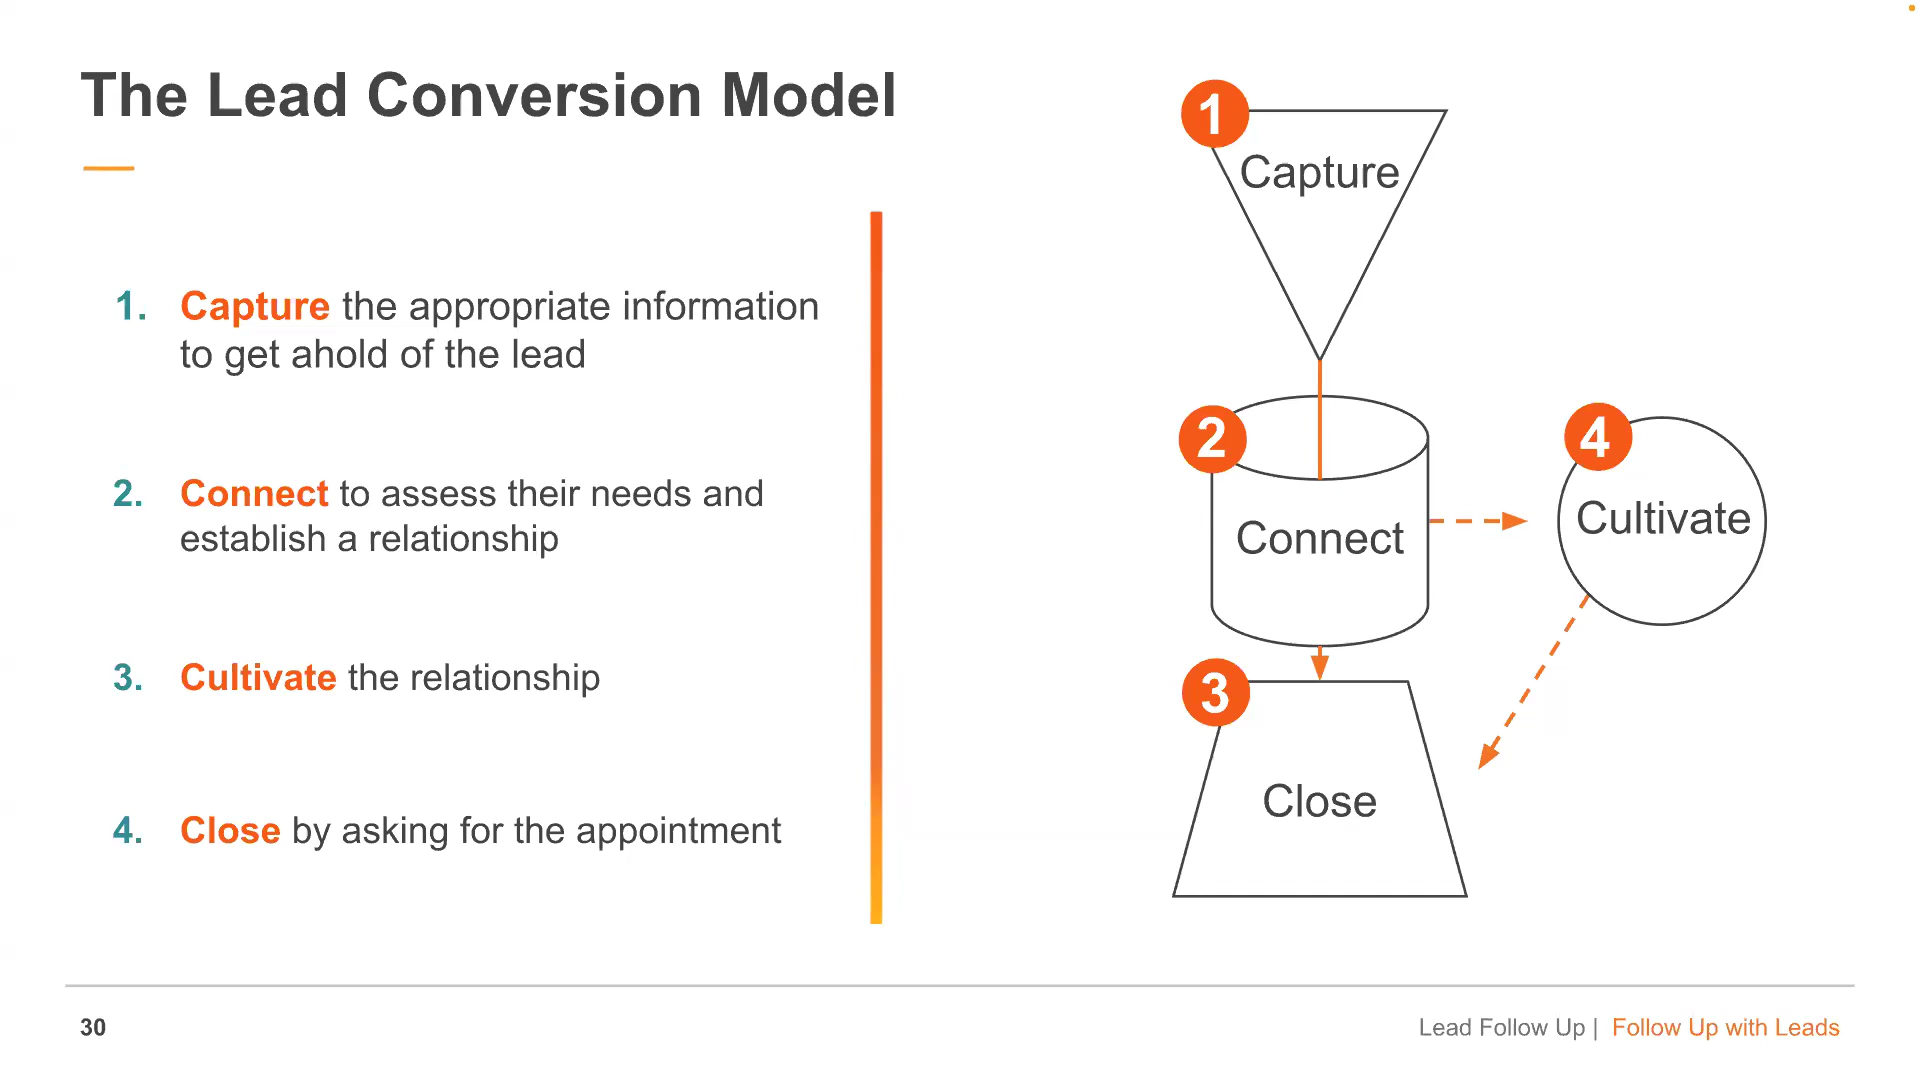 The Lead Conversion Model
1. Capture the appropriate information
to get ahold of the lead
2. Connect to assess their needs and
establish a relationship
3. Cultivate the relationship
4. Close by asking for the appointment
1
Capture
2
Connect
4
Cultivate
3
Close
30
Lead Follow Up | Follow Up with Leads